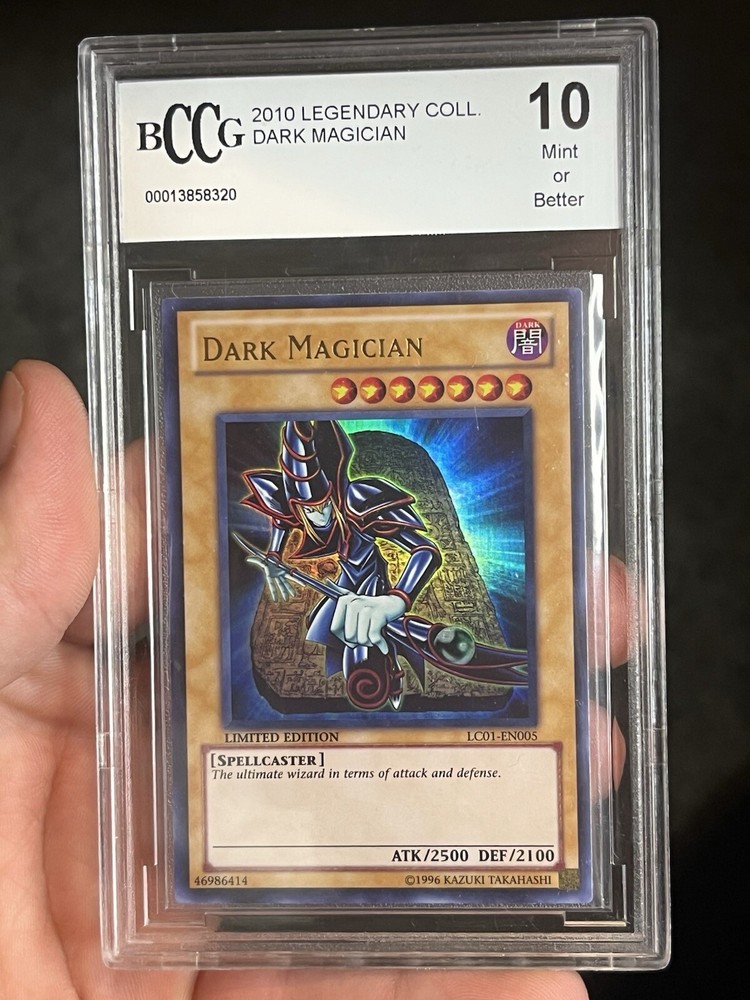 BCCG
2010 LEGENDARY COLL.
DARK MAGICIAN
00013858320
10
Mint
or
Better
DARK MAGICIAN
DARK
闇
LIMITED EDITION
LC01-EN005
[SPELLCASTER]
The ultimate wizard in terms of attack and defense.
ATK/2500 DEF/2100
46986414
©1996 KAZUKI TAKAHASHI